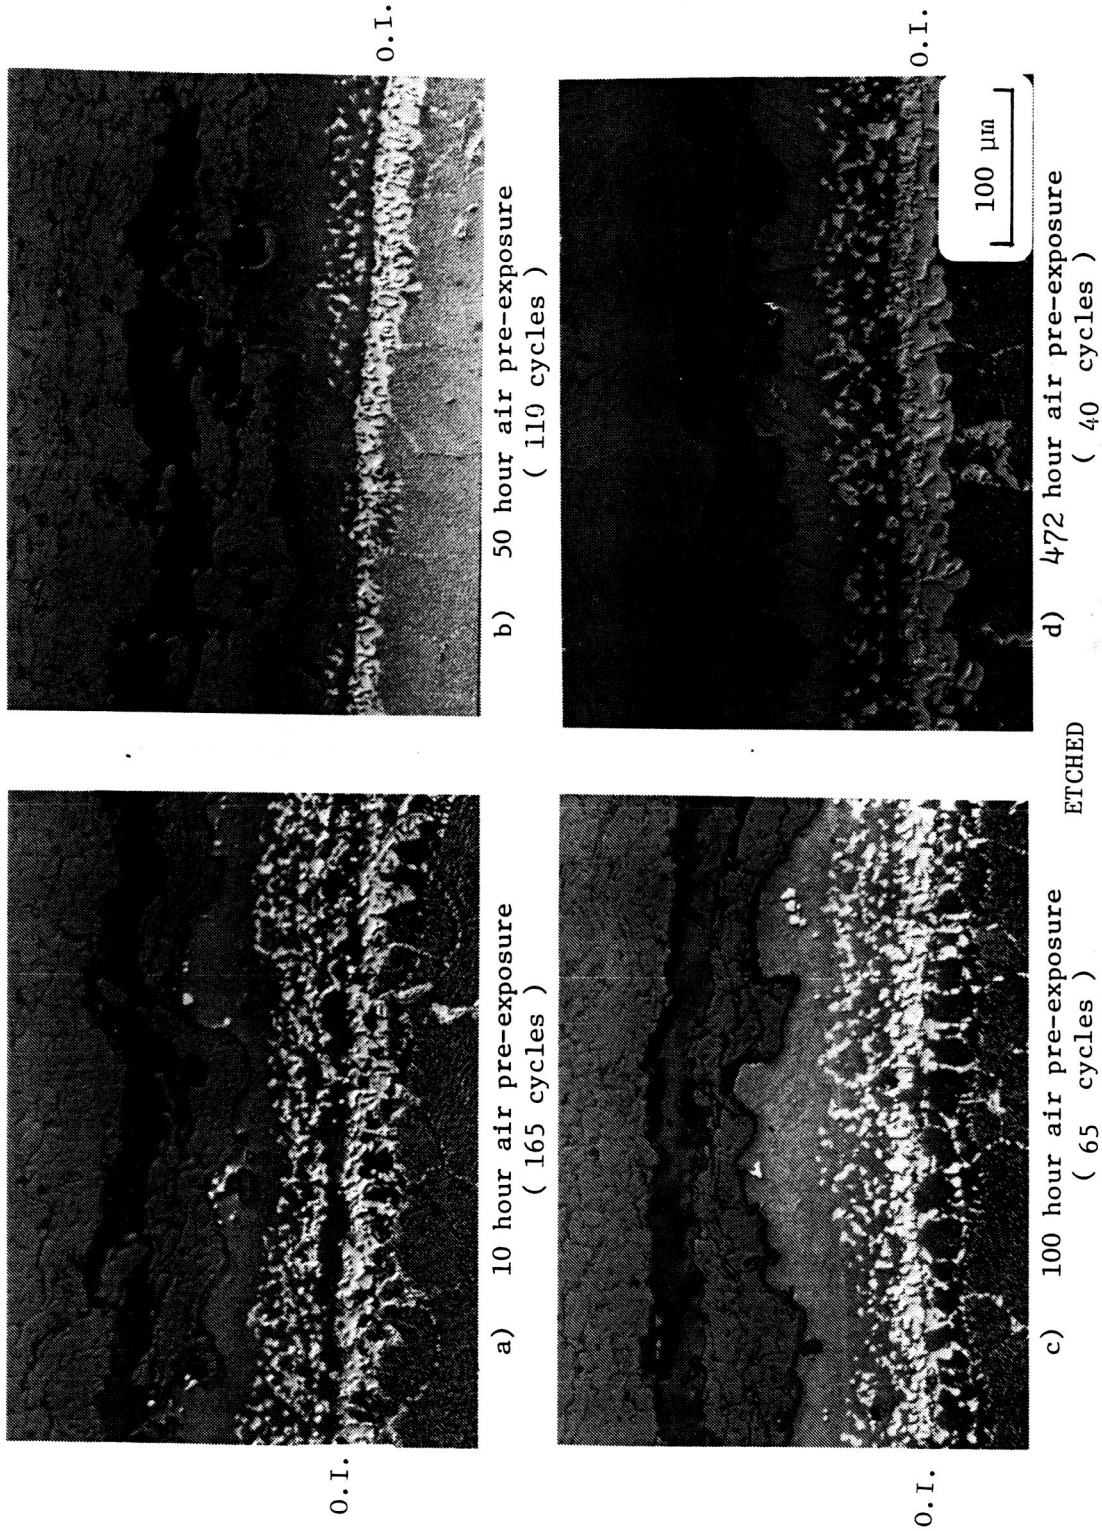 O.I.
O.I.
a) 10 hour air pre-exposure
( 165 cycles )
b) 50 hour air pre-exposure
( 119 cycles )
O.I.
O.I.
100 µm
c) 100 hour air pre-exposure
( 65 cycles )
d) 472 hour air pre-exposure
( 40 cycles )
ETCHED